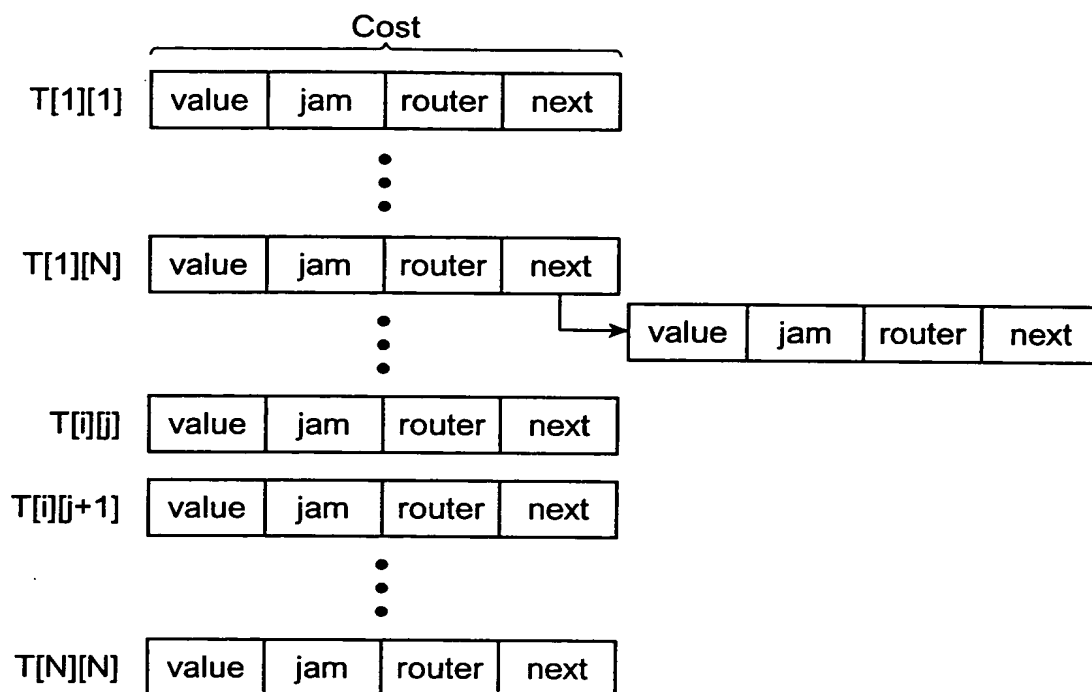 Cost
T[1][1] value jam router next
T[1][N] value jam router next
value jam router next
T[i][j] value jam router next
T[i][j+1] value jam router next
T[N][N] value jam router next